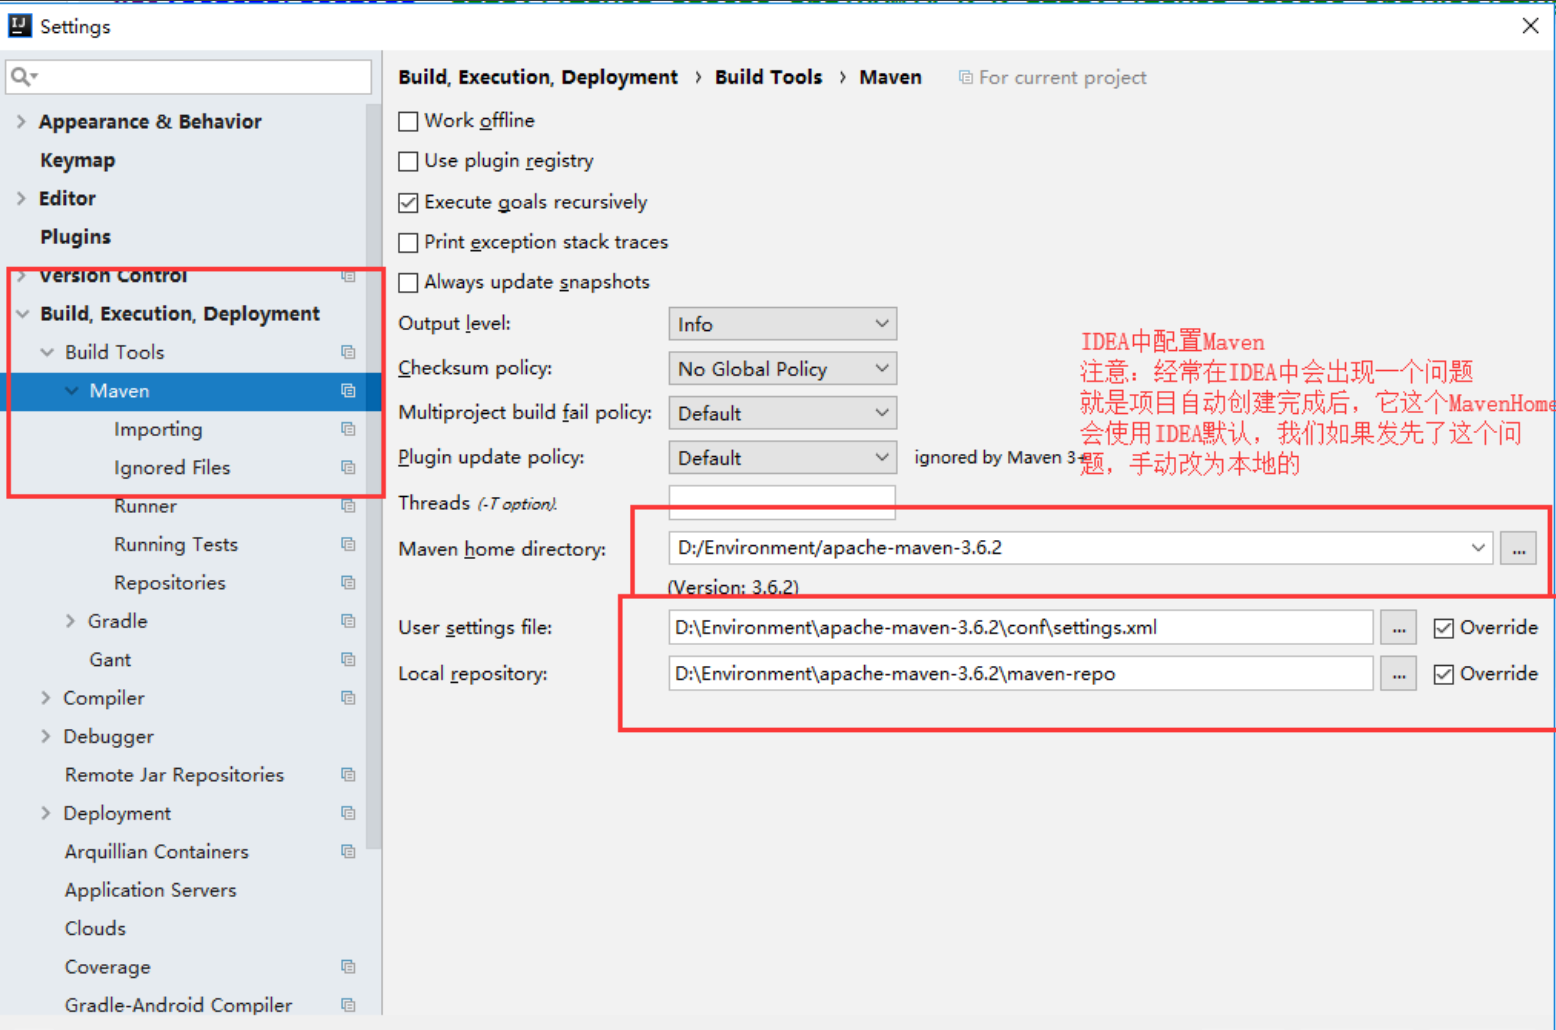 Settings
Build, Execution, Deployment › Build Tools › Maven For current project
Appearance & Behavior
Keymap
Editor
Plugins
Version Control
Build, Execution, Deployment
Build Tools
Maven
Importing
Ignored Files
Runner
Running Tests
Repositories
Gradle
Gant
Compiler
Debugger
Remote Jar Repositories
Deployment
Arquillian Containers
Application Servers
Clouds
Coverage
Gradle-Android Compiler
Work offline
Use plugin registry
Execute goals recursively
Print exception stack traces
Always update snapshots
Output level: Info
Checksum policy: No Global Policy
Multiproject build fail policy: Default
Plugin update policy: Default ignored by Maven 3+
Threads (-T option):
Maven home directory: D:/Environment/apache-maven-3.6.2 ...
(Version: 3.6.2)
User settings file: D:\Environment\apache-maven-3.6.2\conf\settings.xml ... Override
Local repository: D:\Environment\apache-maven-3.6.2\maven-repo ... Override
IDEA中配置Maven
注意：经常在IDEA中会出现一个问题
就是项目自动创建完成后，它这个MavenHome
会使用IDEA默认，我们如果发先了这个问
题，手动改为本地的